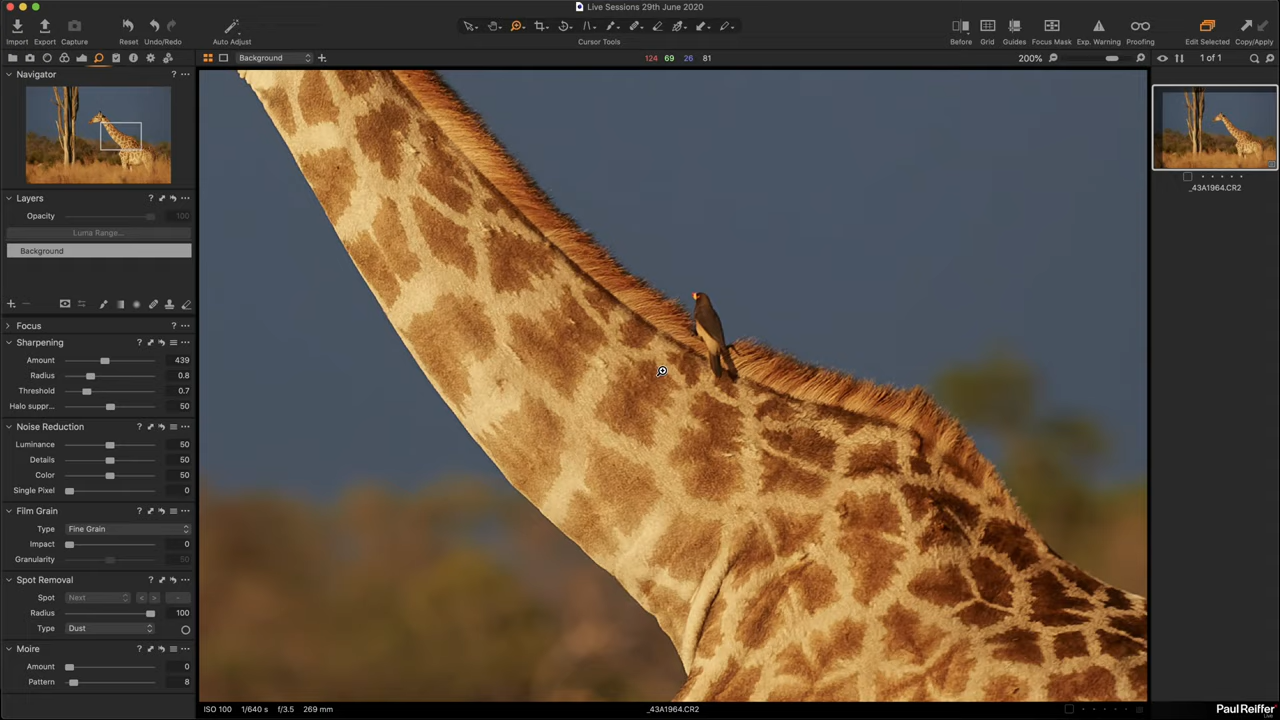 Live Sessions 29th June 2020
Import Export Capture Reset Undo/Redo Auto Adjust Cursor Tools Before Grid Guides Focus Mask Exp. Warning Proofing Edit Selected Copy/Apply
Background
124 69 26 81
200%
1 of 1
Navigator
?
Layers
?
Opacity 100
Luma Range...
Background
Focus
?
Sharpening
?
Amount 439
Radius 0.8
Threshold 0.7
Halo suppr... 50
Noise Reduction
?
Luminance 50
Details 50
Color 50
Single Pixel 0
Film Grain
?
Type Fine Grain
Impact 0
Granularity 50
Spot Removal
?
Spot Next < > -
Radius 100
Type Dust
Moire
?
Amount 0
Pattern 8
_43A1964.CR2
ISO 100 1/640 s f/3.5 269 mm
_43A1964.CR2
Paul Reiffer
Live